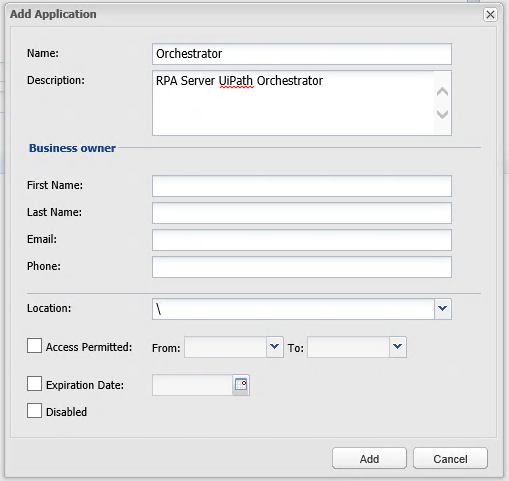 Add Application
Name: Orchestrator
Description: RPA Server UiPath Orchestrator
Business owner
First Name:
Last Name:
Email:
Phone:
Location: \
Access Permitted: From: To:
Expiration Date:
Disabled
Add Cancel